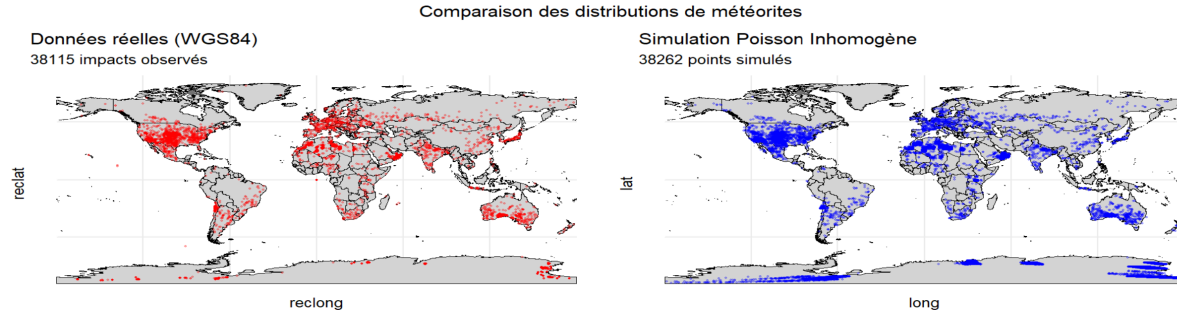 Comparaison des distributions de météorites
Données réelles (WGS84)
38115 impacts observés
reclat
reclong
Simulation Poisson Inhomogène
38262 points simulés
lat
long